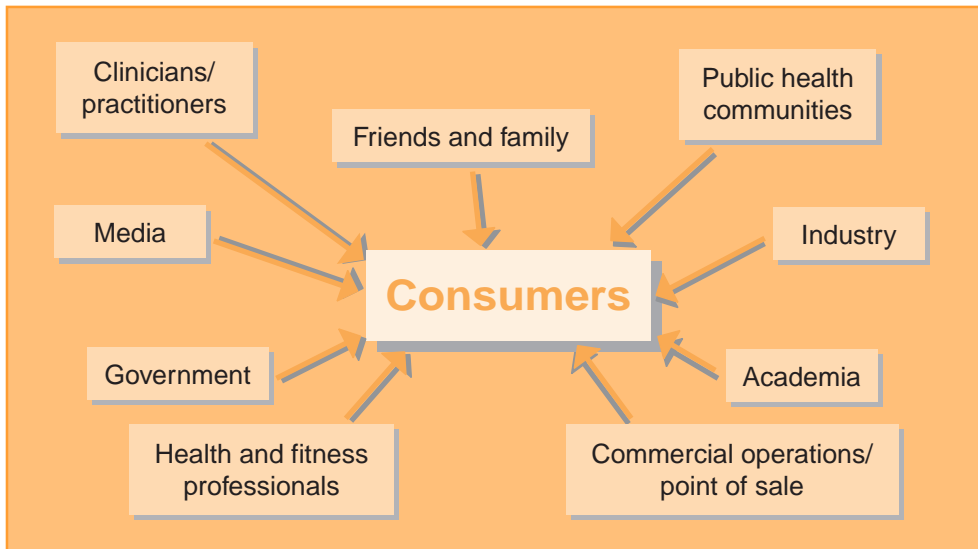 Clinicians/
practitioners
Friends and family
Public health
communities
Media
Industry
Consumers
Government
Academia
Health and fitness
professionals
Commercial operations/
point of sale